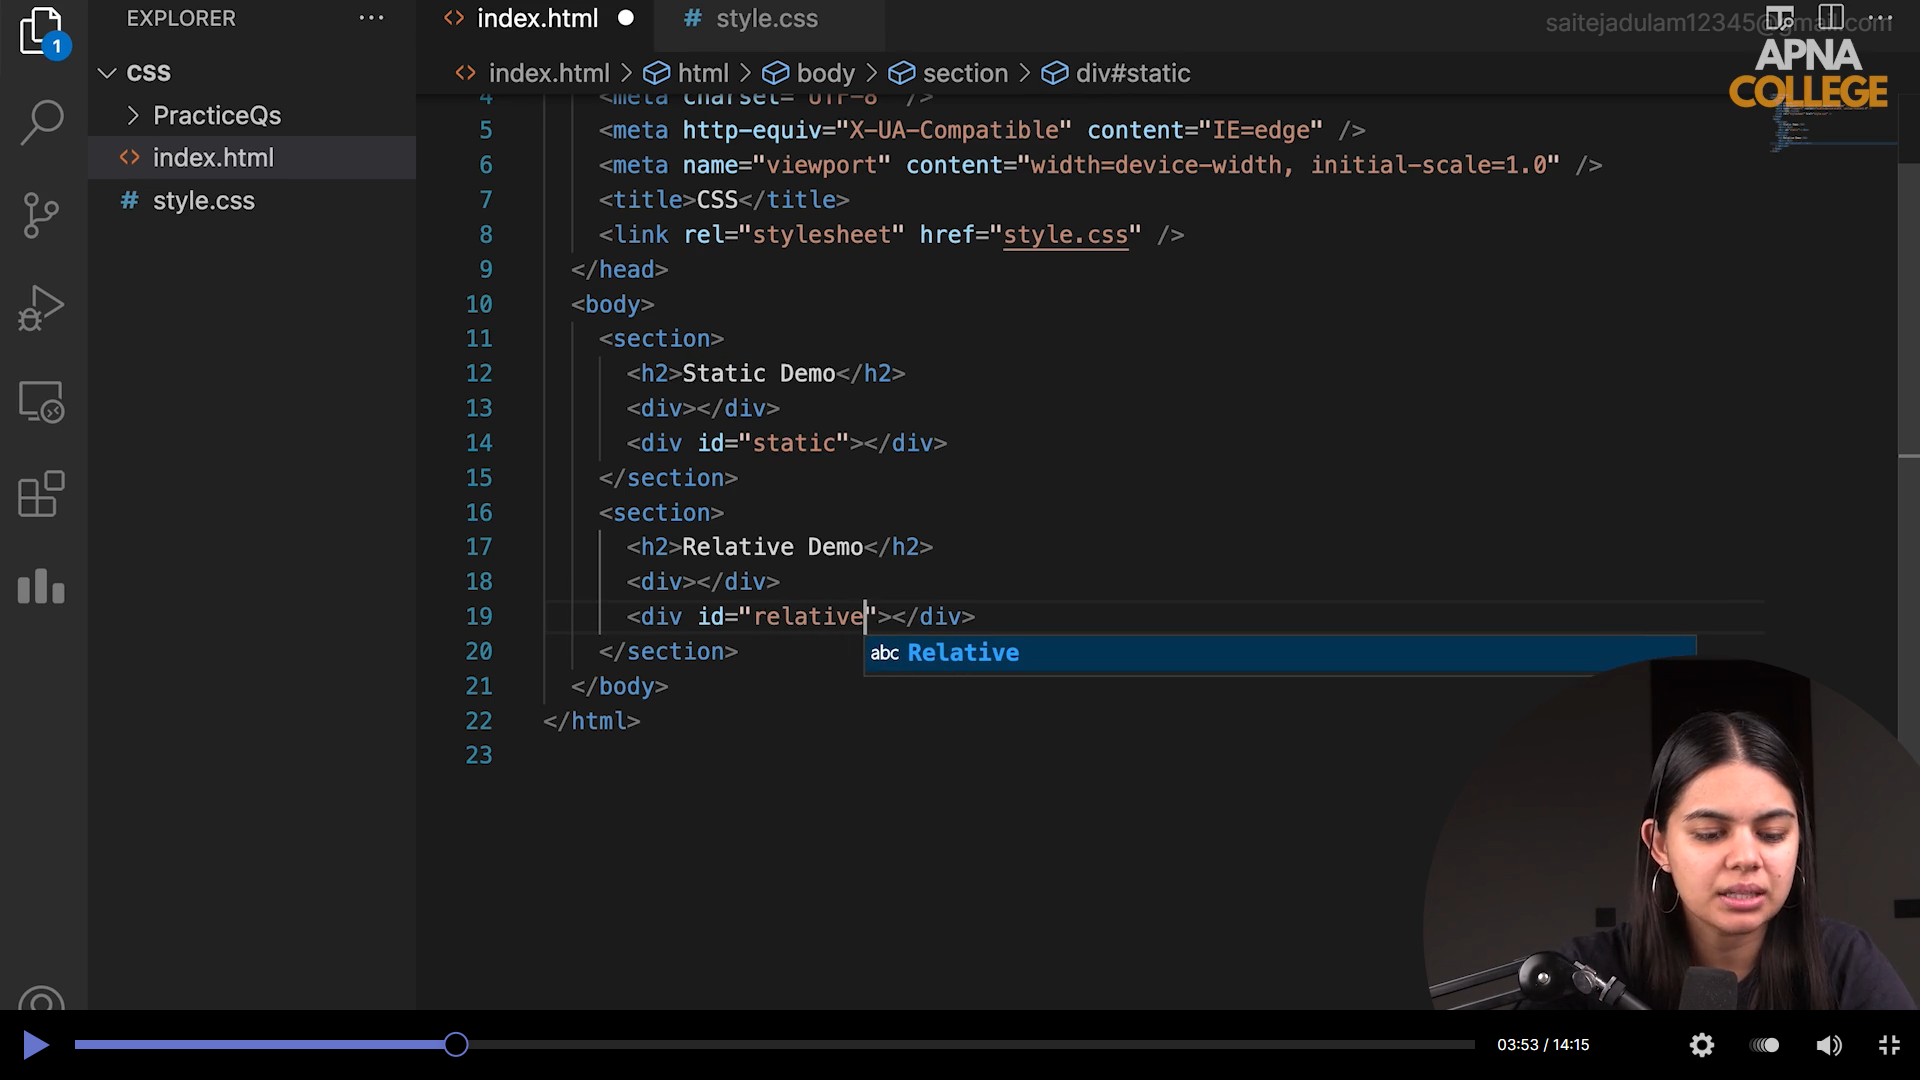 EXPLORER
index.html
style.css
saitejadulam12345@gmail.com
APNA
COLLEGE
1
CSS
PracticeQs
index.html
style.css
index.html > html > body > section > div#static
4 <meta charset="UTF-8" />
5 <meta http-equiv="X-UA-Compatible" content="IE=edge" />
6 <meta name="viewport" content="width=device-width, initial-scale=1.0" />
7 <title>CSS</title>
8 <link rel="stylesheet" href="style.css" />
9 </head>
10 <body>
11 <section>
12 <h2>Static Demo</h2>
13 <div></div>
14 <div id="static"></div>
15 </section>
16 <section>
17 <h2>Relative Demo</h2>
18 <div></div>
19 <div id="relative"></div>
abc Relative
20 </section>
21 </body>
22 </html>
23
03:53 / 14:15